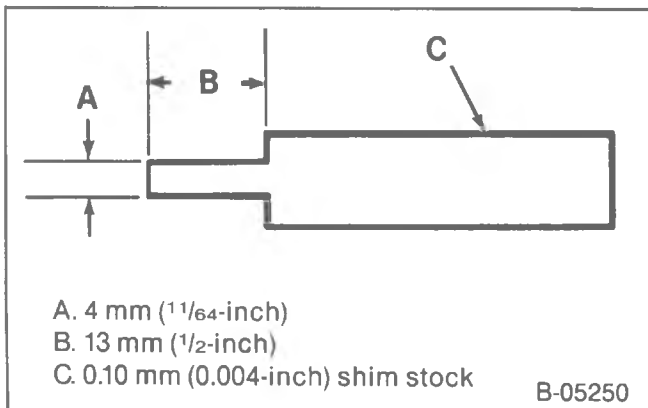 B
C
A
A. 4 mm (11/64-inch)
B. 13 mm (1/2-inch)
C. 0.10 mm (0.004-inch) shim stock
B-05250